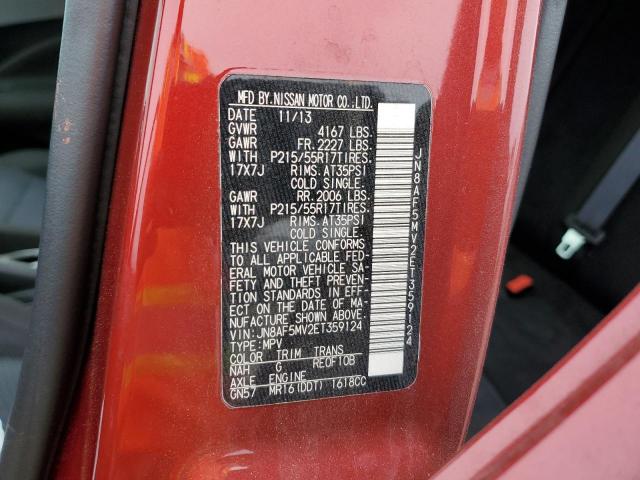 MFD BY. NISSAN MOTOR CO.,LTD.
DATE 11/13
GVWR 4167 LBS.
GAWR FR. 2227 LBS.
WITH P215/55R17TIRES.
17X7J RIMS. AT35PSI
COLD SINGLE.
GAWR RR. 2006 LBS.
WITH P215/55R17TIRES.
17X7J RIMS. AT35PSI
COLD SINGLE.
THIS VEHICLE CONFORMS
TO ALL APPLICABLE FED-
ERAL MOTOR VEHICLE SA-
FETY AND THEFT PREVEN-
TION STANDARDS IN EFF-
ECT ON THE DATE OF MA-
NUFACTURE SHOWN ABOVE.
VIN:JN8AF5MV2ET359124
TYPE:MPV
COLOR TRIM TRANS
NAH G RE0F10B
AXLE ENGINE
GN57 MR16(DDT) 1618CC
JN8AF5MV2ET359124